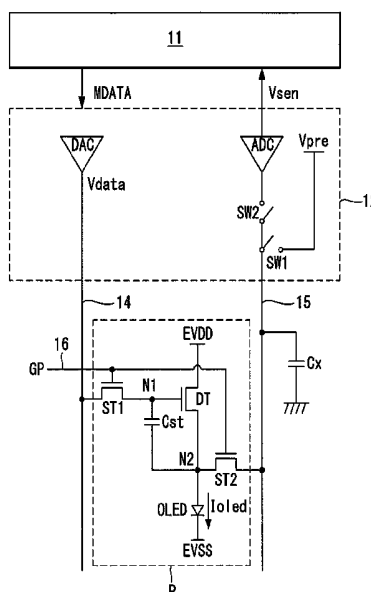 11
MDATA
Vsen
DAC
ADC
Vpre
Vdata
SW2
SW1
14
15
EVDD
16
GP
N1
DT
Cx
ST1
Cst
N2
ST2
OLED
Ioled
EVSS
P